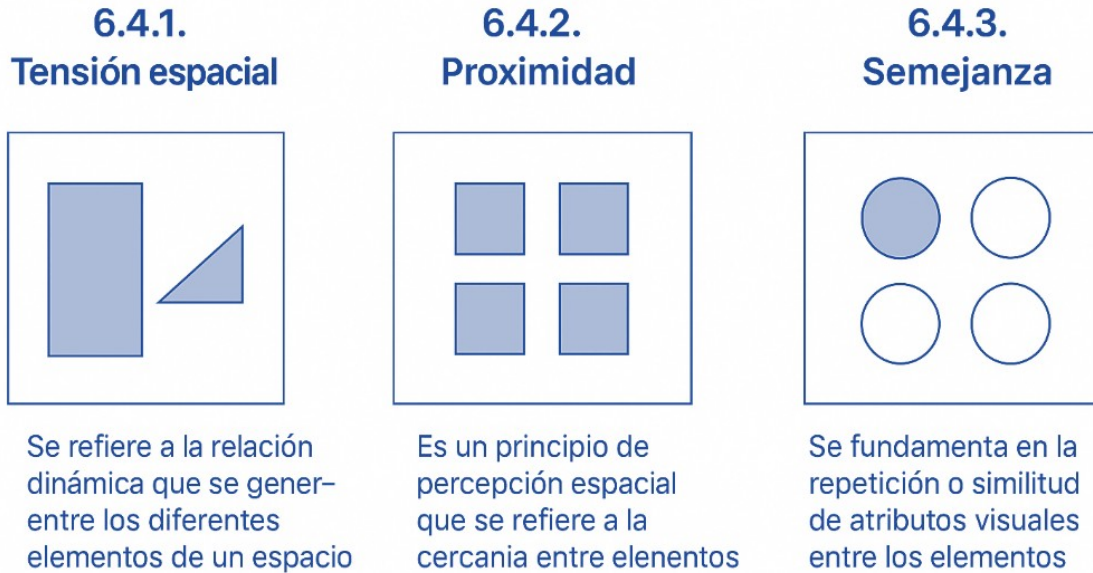 6.4.1.
Tensión espacial
Se refiere a la relación
dinámica que se gener–
entre los diferentes
elementos de un espacio
6.4.2.
Proximidad
Es un principio de
percepción espacial
que se refiere a la
cercania entre elenentos
6.4.3.
Semejanza
Se fundamenta en la
repetición o similitud
de atributos visuales
entre los elementos